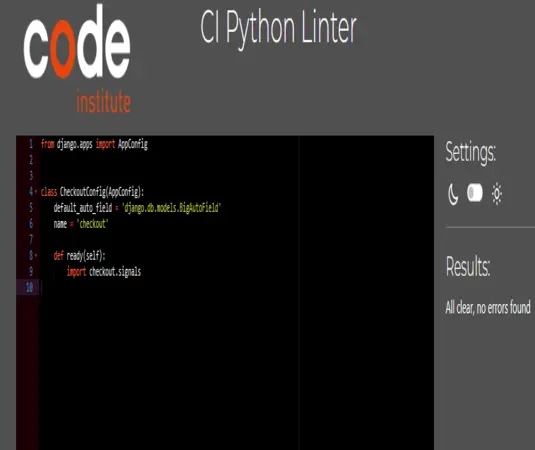 code
institute
CI Python Linter
1 from django.apps import AppConfig
2
3
4 class CheckoutConfig(AppConfig):
5     default_auto_field = 'django.db.models.BigAutoField'
6     name = 'checkout'
7
8     def ready(self):
9         import checkout.signals
10
Settings:
Results:
All clear, no errors found